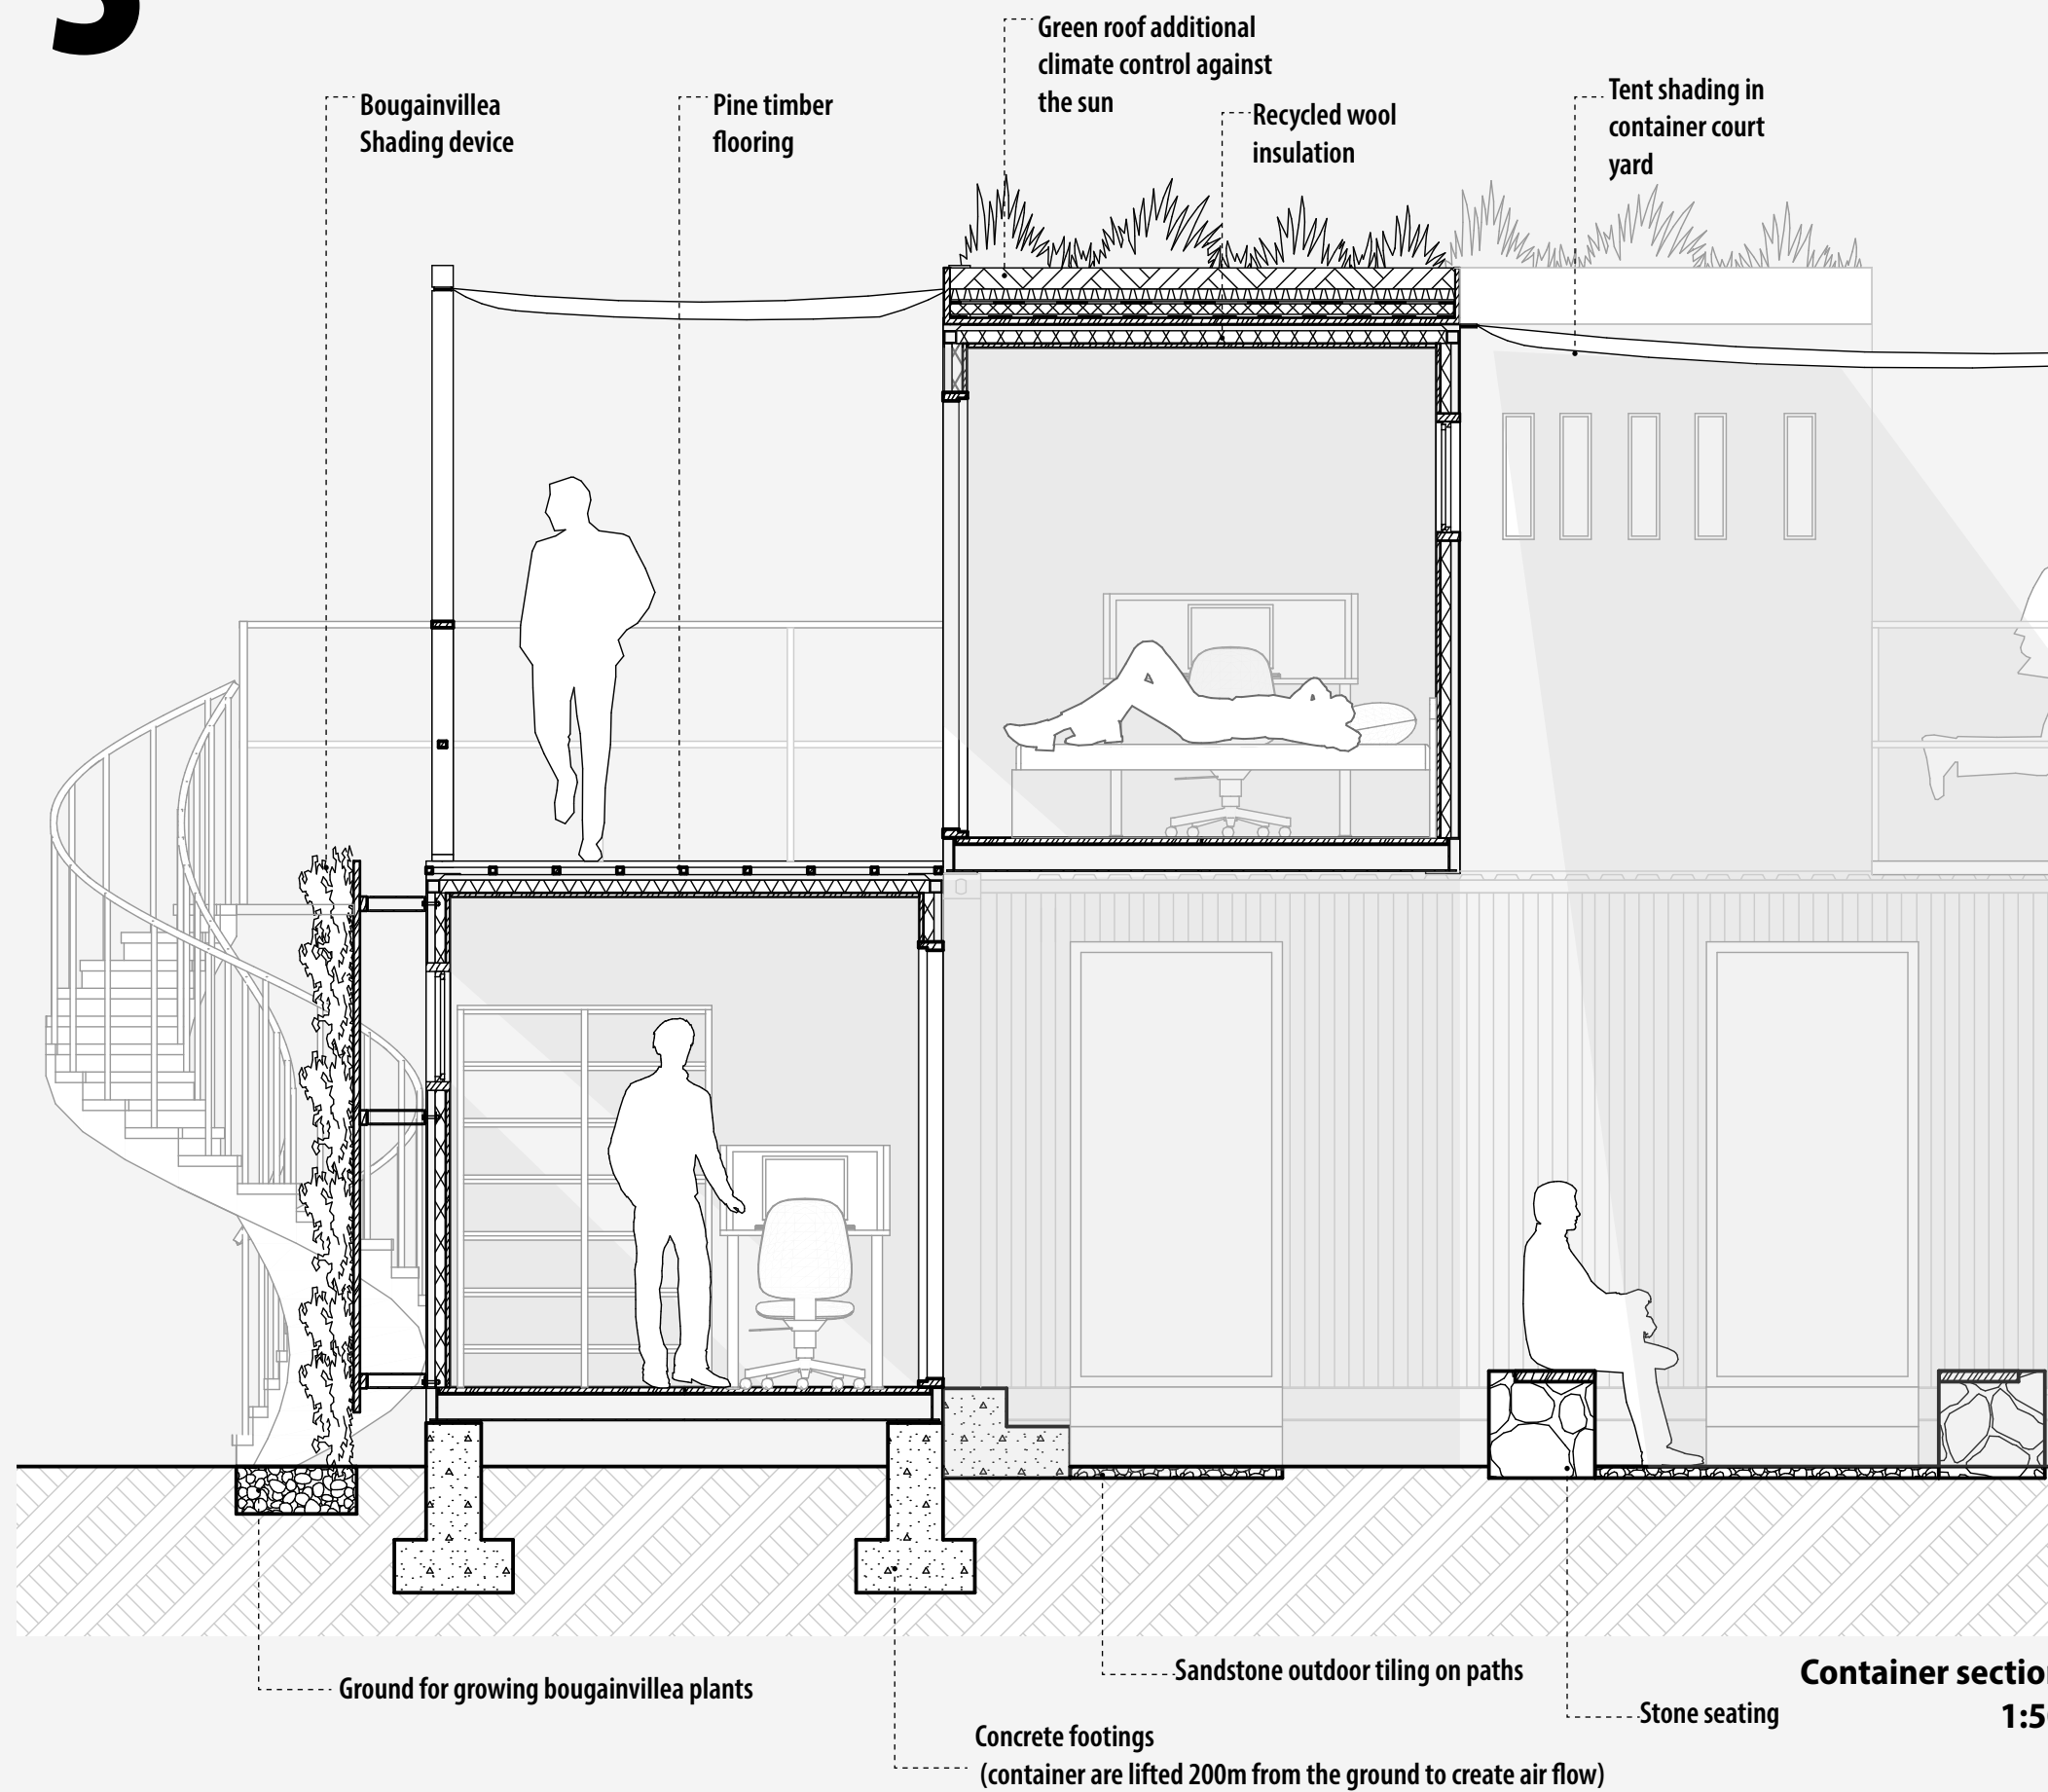 Green roof additional
climate control against
the sun
Bougainvillea
Shading device
Pine timber
flooring
Recycled wool
insulation
Tent shading in
container court
yard
Ground for growing bougainvillea plants
Sandstone outdoor tiling on paths
Container
Stone seating
Concrete footings
(container are lifted 200m from the ground to create air flow)